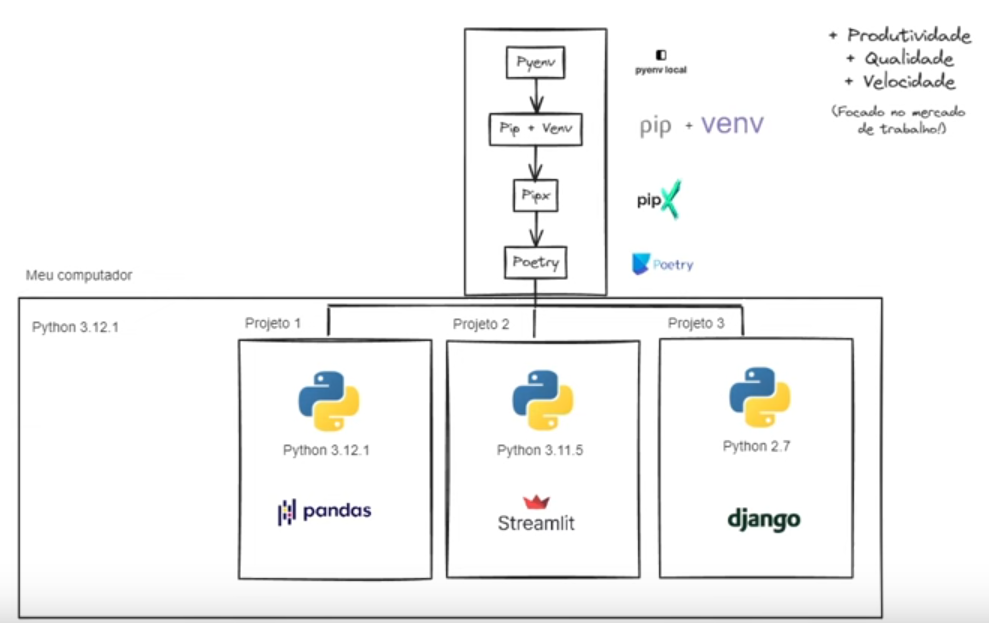 Pyenv
pyenv local
Pip + Venv
pip + venv
Pipx
pipX
Poetry
Poetry
+ Produtividade
+ Qualidade
+ Velocidade
(Focado no mercado
de trabalho!)
Meu computador
Python 3.12.1
Projeto 1
Projeto 2
Projeto 3
Python 3.12.1
Python 3.11.5
Python 2.7
pandas
Streamlit
django